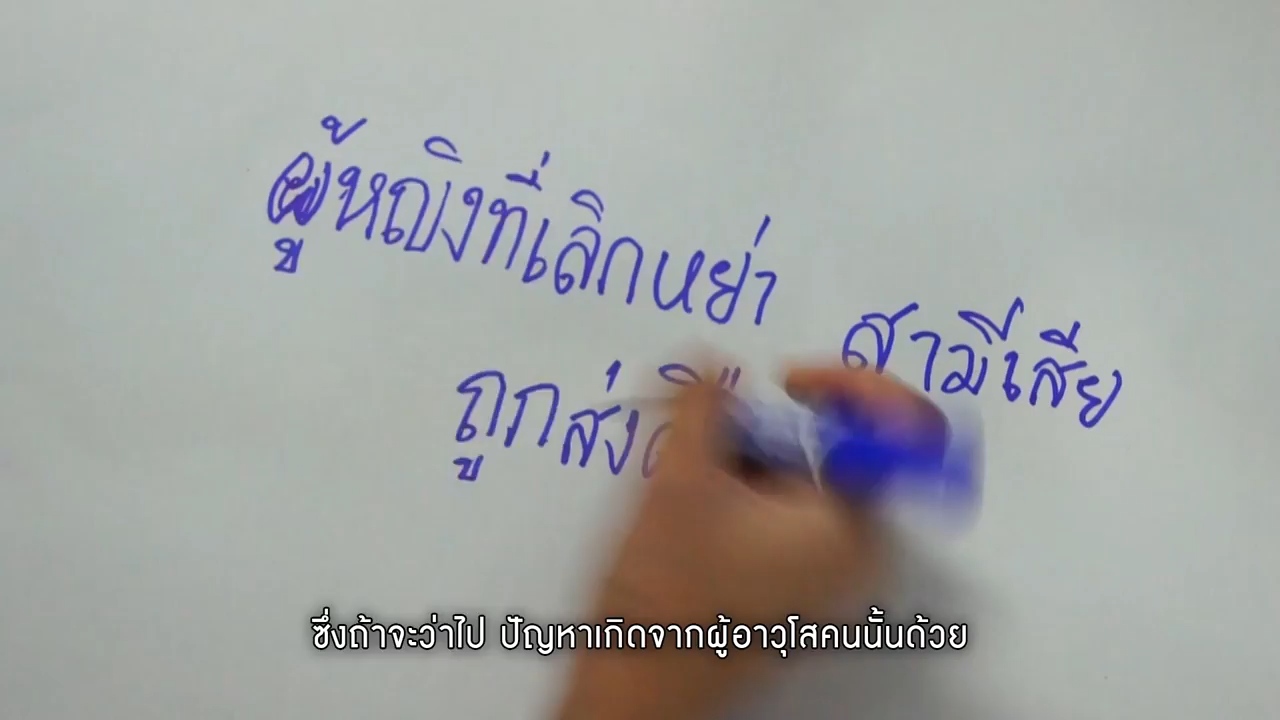 ผู้หญิงที่เลิกหย่า
สามีเสีย
ถูกส่ง
ซึ่งถ้าจะว่าไป ปัญหาเกิดจากผู้อาวุโสคนนั้นด้วย